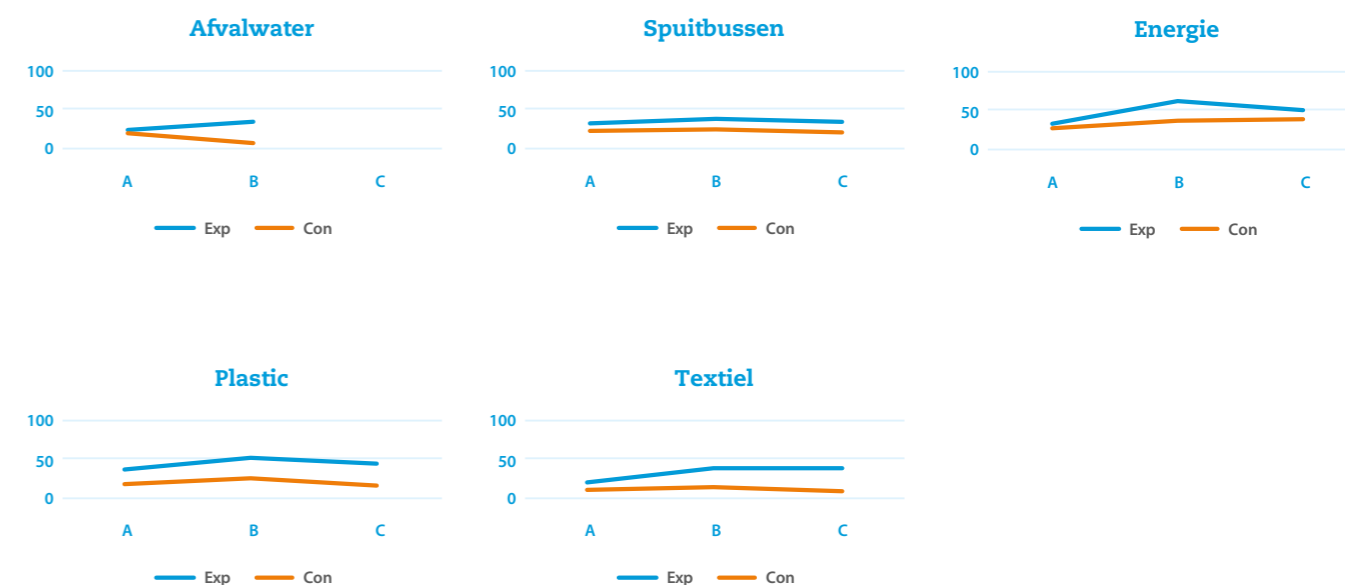 Afvalwater
100
50
0
A B C
Exp Con
Spuitbussen
100
50
0
A B C
Exp Con
Energie
100
50
0
A B C
Exp Con
Plastic
100
50
0
A B C
Exp Con
Textiel
100
50
0
A B C
Exp Con